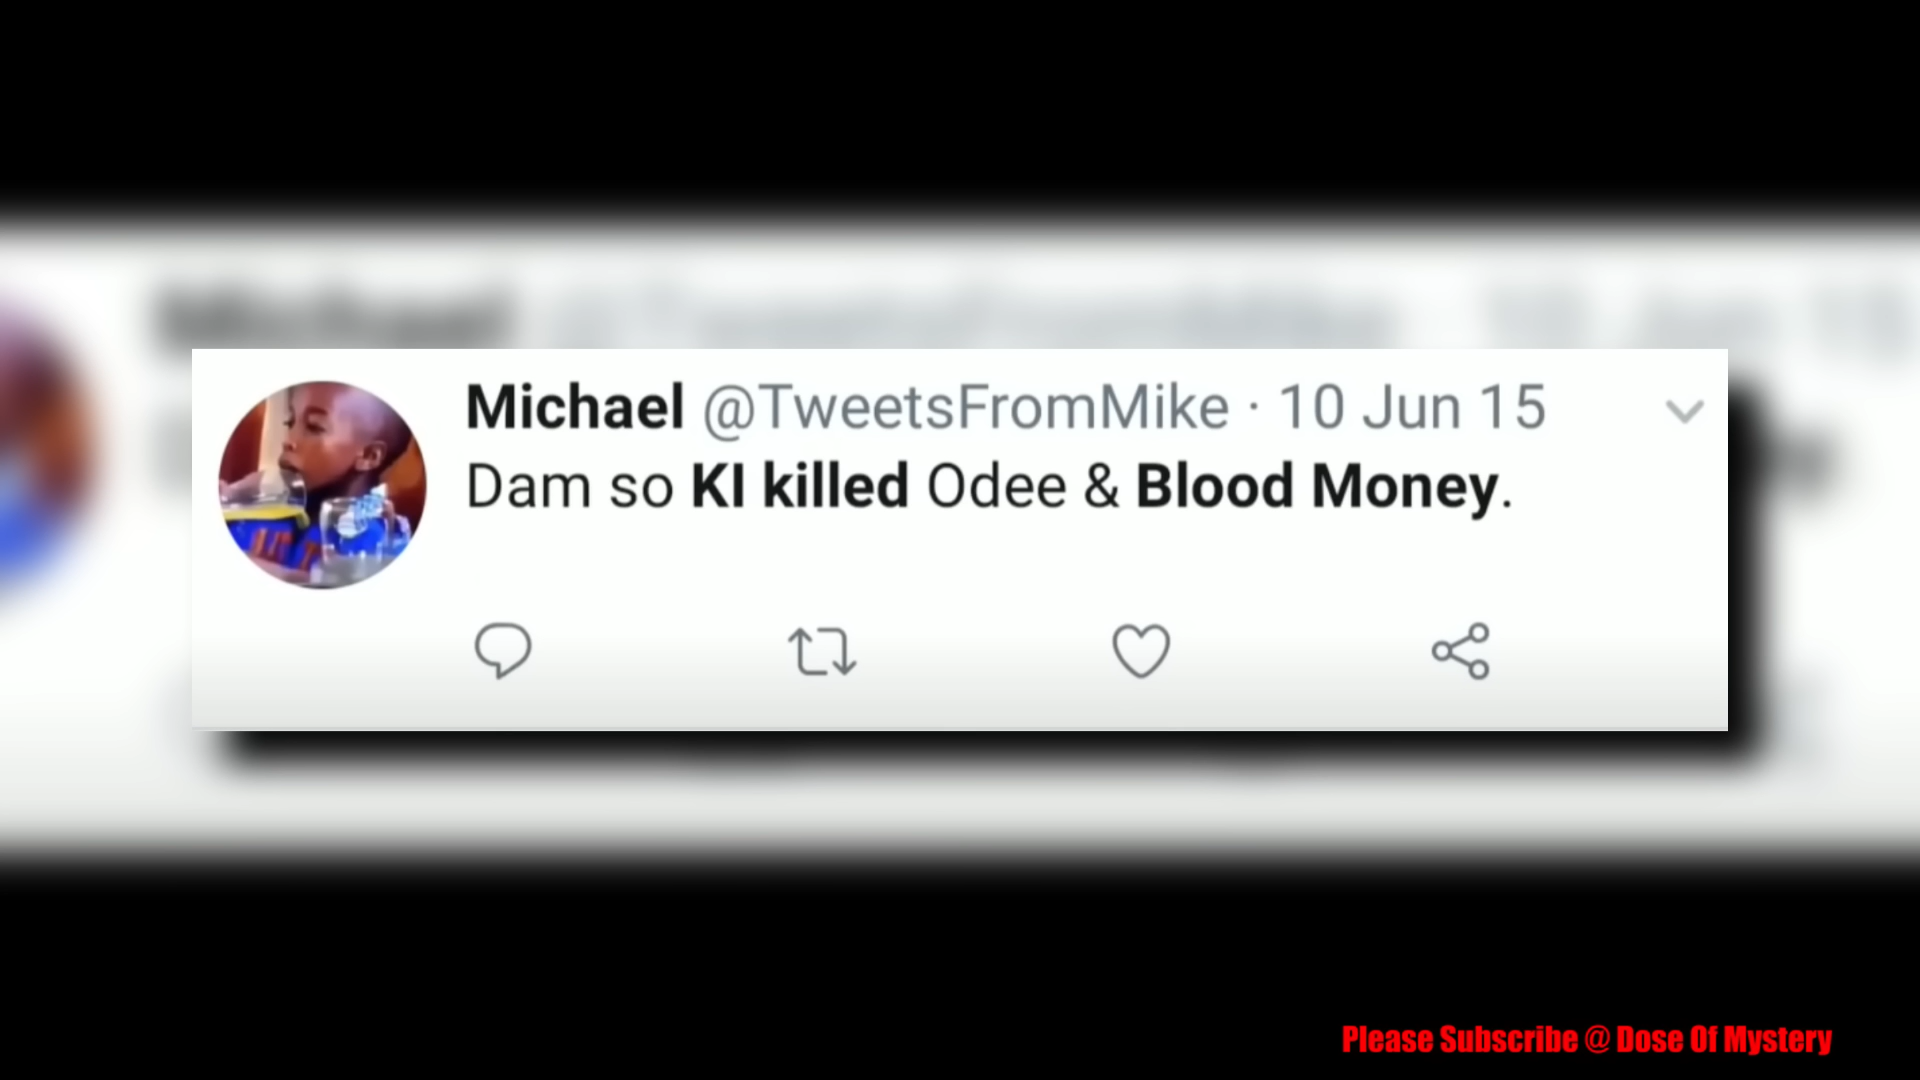 Michael @TweetsFromMike · 10 Jun 15
Dam so KI killed Odee & Blood Money.
Please Subscribe @ Dose Of Mystery